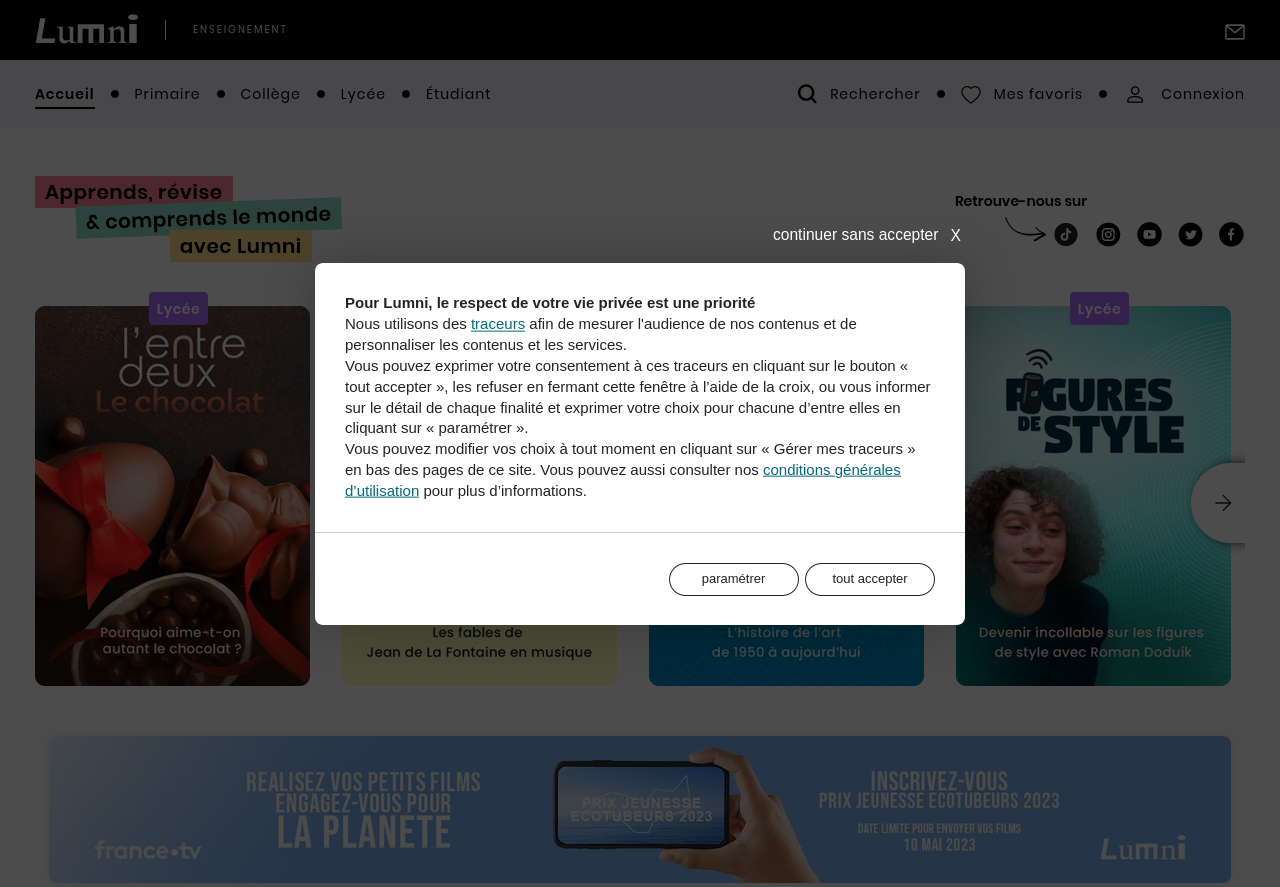 Lumni
ENSEIGNEMENT
Accueil
Primaire
Collège
Lycée
Étudiant
Rechercher
Mes favoris
Connexion
Apprends, révise
& comprends le monde
avec Lumni
Retrouve-nous sur
continuer sans accepter X
Pour Lumni, le respect de votre vie privée est une priorité
Nous utilisons des traceurs afin de mesurer l'audience de nos contenus et de
personnaliser les contenus et les services.
Vous pouvez exprimer votre consentement à ces traceurs en cliquant sur le bouton «
tout accepter », les refuser en fermant cette fenêtre à l’aide de la croix, ou vous informer
sur le détail de chaque finalité et exprimer votre choix pour chacune d’entre elles en
cliquant sur « paramétrer ».
Vous pouvez modifier vos choix à tout moment en cliquant sur « Gérer mes traceurs »
en bas des pages de ce site. Vous pouvez aussi consulter nos conditions générales
d’utilisation pour plus d’informations.
paramétrer
tout accepter
Lycée
l'entre
deux
Le chocolat
Pourquoi aime-t-on
autant le chocolat ?
Les fables de
Jean de La Fontaine en musique
L'histoire de l'art
de 1950 à aujourd'hui
Lycée
FIGURES
DE
STYLE
Devenir incollable sur les figures
de style avec Roman Doduik
REALISEZ VOS PETITS FILMS
ENGAGEZ-VOUS POUR
LA PLANETE
france•tv
PRIX JEUNESSE
ECOTUBEURS 2023
INSCRIVEZ-VOUS
PRIX JEUNESSE ECOTUBEURS 2023
DATE LIMITE POUR ENVOYER VOS FILMS
10 MAI 2023
Lumni